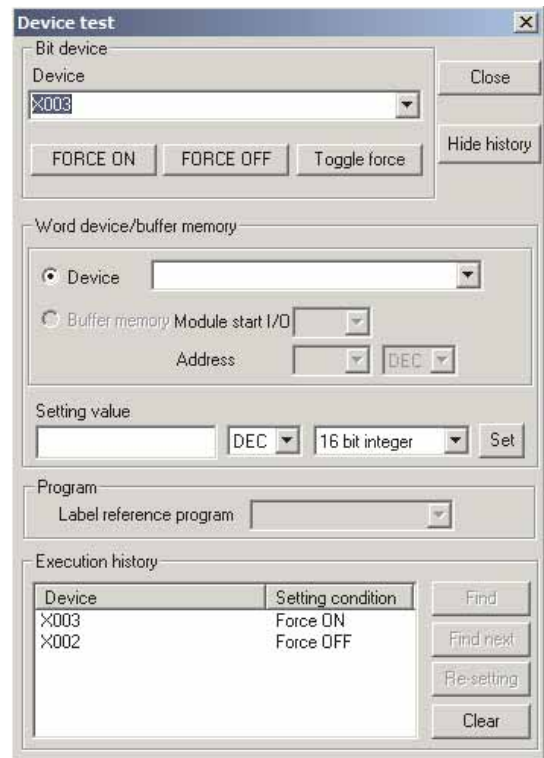 Device test
Bit device
Device
X003
Close
FORCE ON FORCE OFF Toggle force
Hide history
Word device/buffer memory
Device
Buffer memory Module start I/O
Address DEC
Setting value
DEC 16 bit integer Set
Program
Label reference program
Execution history
Device Setting condition
X003 Force ON
X002 Force OFF
Find
Find next
Re-setting
Clear